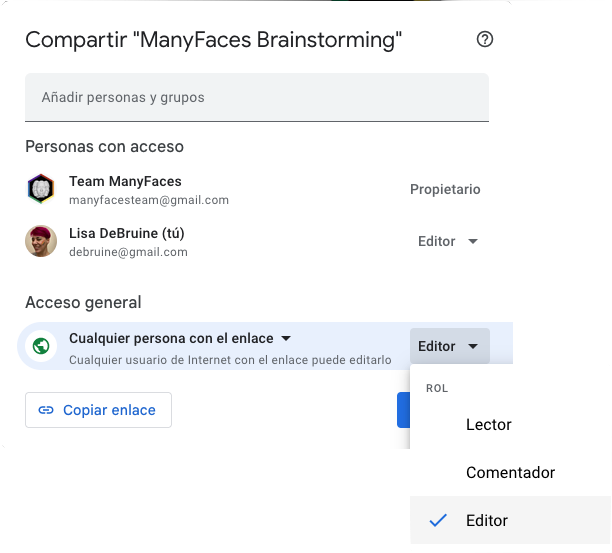 Compartir "ManyFaces Brainstorming"
Añadir personas y grupos
Personas con acceso
Team ManyFaces
manyfacesteam@gmail.com
Propietario
Lisa DeBruine (tú)
debruine@gmail.com
Editor
Acceso general
Cualquier persona con el enlace
Cualquier usuario de Internet con el enlace puede editarlo
Editor
Copiar enlace
ROL
Lector
Comentador
Editor